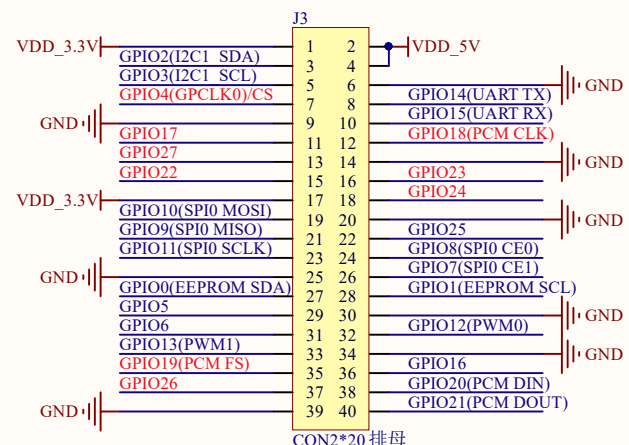 J3
VDD_3.3V 1 2 VDD_5V
GPIO2(I2C1 SDA) 3 4
GPIO3(I2C1 SCL) 5 6 GND
GPIO4(GPCLK0)/CS 7 8 GPIO14(UART TX)
GND 9 10 GPIO15(UART RX)
GPIO17 11 12 GPIO18(PCM CLK)
GPIO27 13 14 GND
GPIO22 15 16 GPIO23
VDD_3.3V 17 18 GPIO24
GPIO10(SPI0 MOSI) 19 20 GND
GPIO9(SPI0 MISO) 21 22 GPIO25
GPIO11(SPI0 SCLK) 23 24 GPIO8(SPI0 CE0)
GND 25 26 GPIO7(SPI0 CE1)
GPIO0(EEPROM SDA) 27 28 GPIO1(EEPROM SCL)
GPIO5 29 30 GND
GPIO6 31 32 GPIO12(PWM0)
GPIO13(PWM1) 33 34 GND
GPIO19(PCM FS) 35 36 GPIO16
GPIO26 37 38 GPIO20(PCM DIN)
GND 39 40 GPIO21(PCM DOUT)
CON2*20 排母